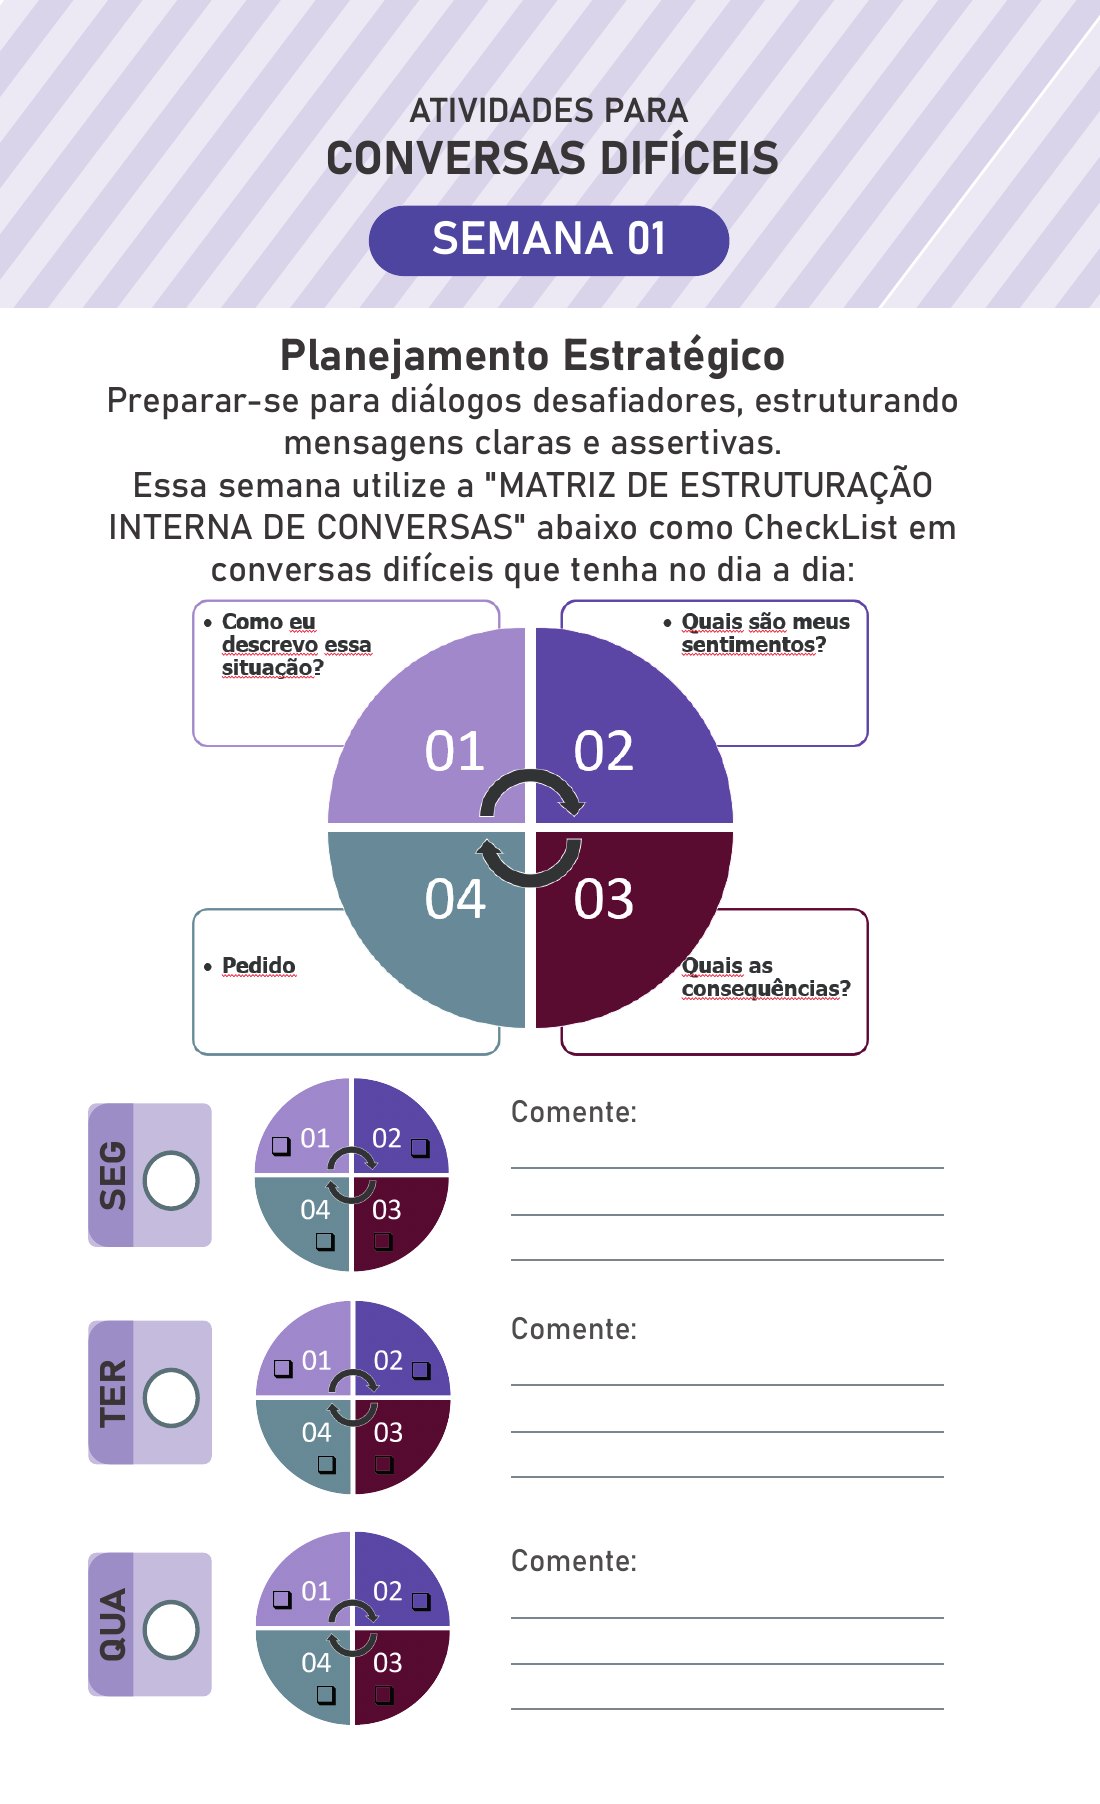 ATIVIDADES PARA
CONVERSAS DIFÍCEIS
SEMANA 01
Planejamento Estratégico
Preparar-se para diálogos desafiadores, estruturando
mensagens claras e assertivas.
Essa semana utilize a "MATRIZ DE ESTRUTURAÇÃO
INTERNA DE CONVERSAS" abaixo como CheckList em
conversas difíceis que tenha no dia a dia:
• Como eu
descrevo essa
situação?
• Quais são meus
sentimentos?
01
02
04
03
• Pedido
Quais as
consequências?
SEG
01
02
04
03
Comente:
TER
01
02
04
03
Comente:
QUA
01
02
04
03
Comente: